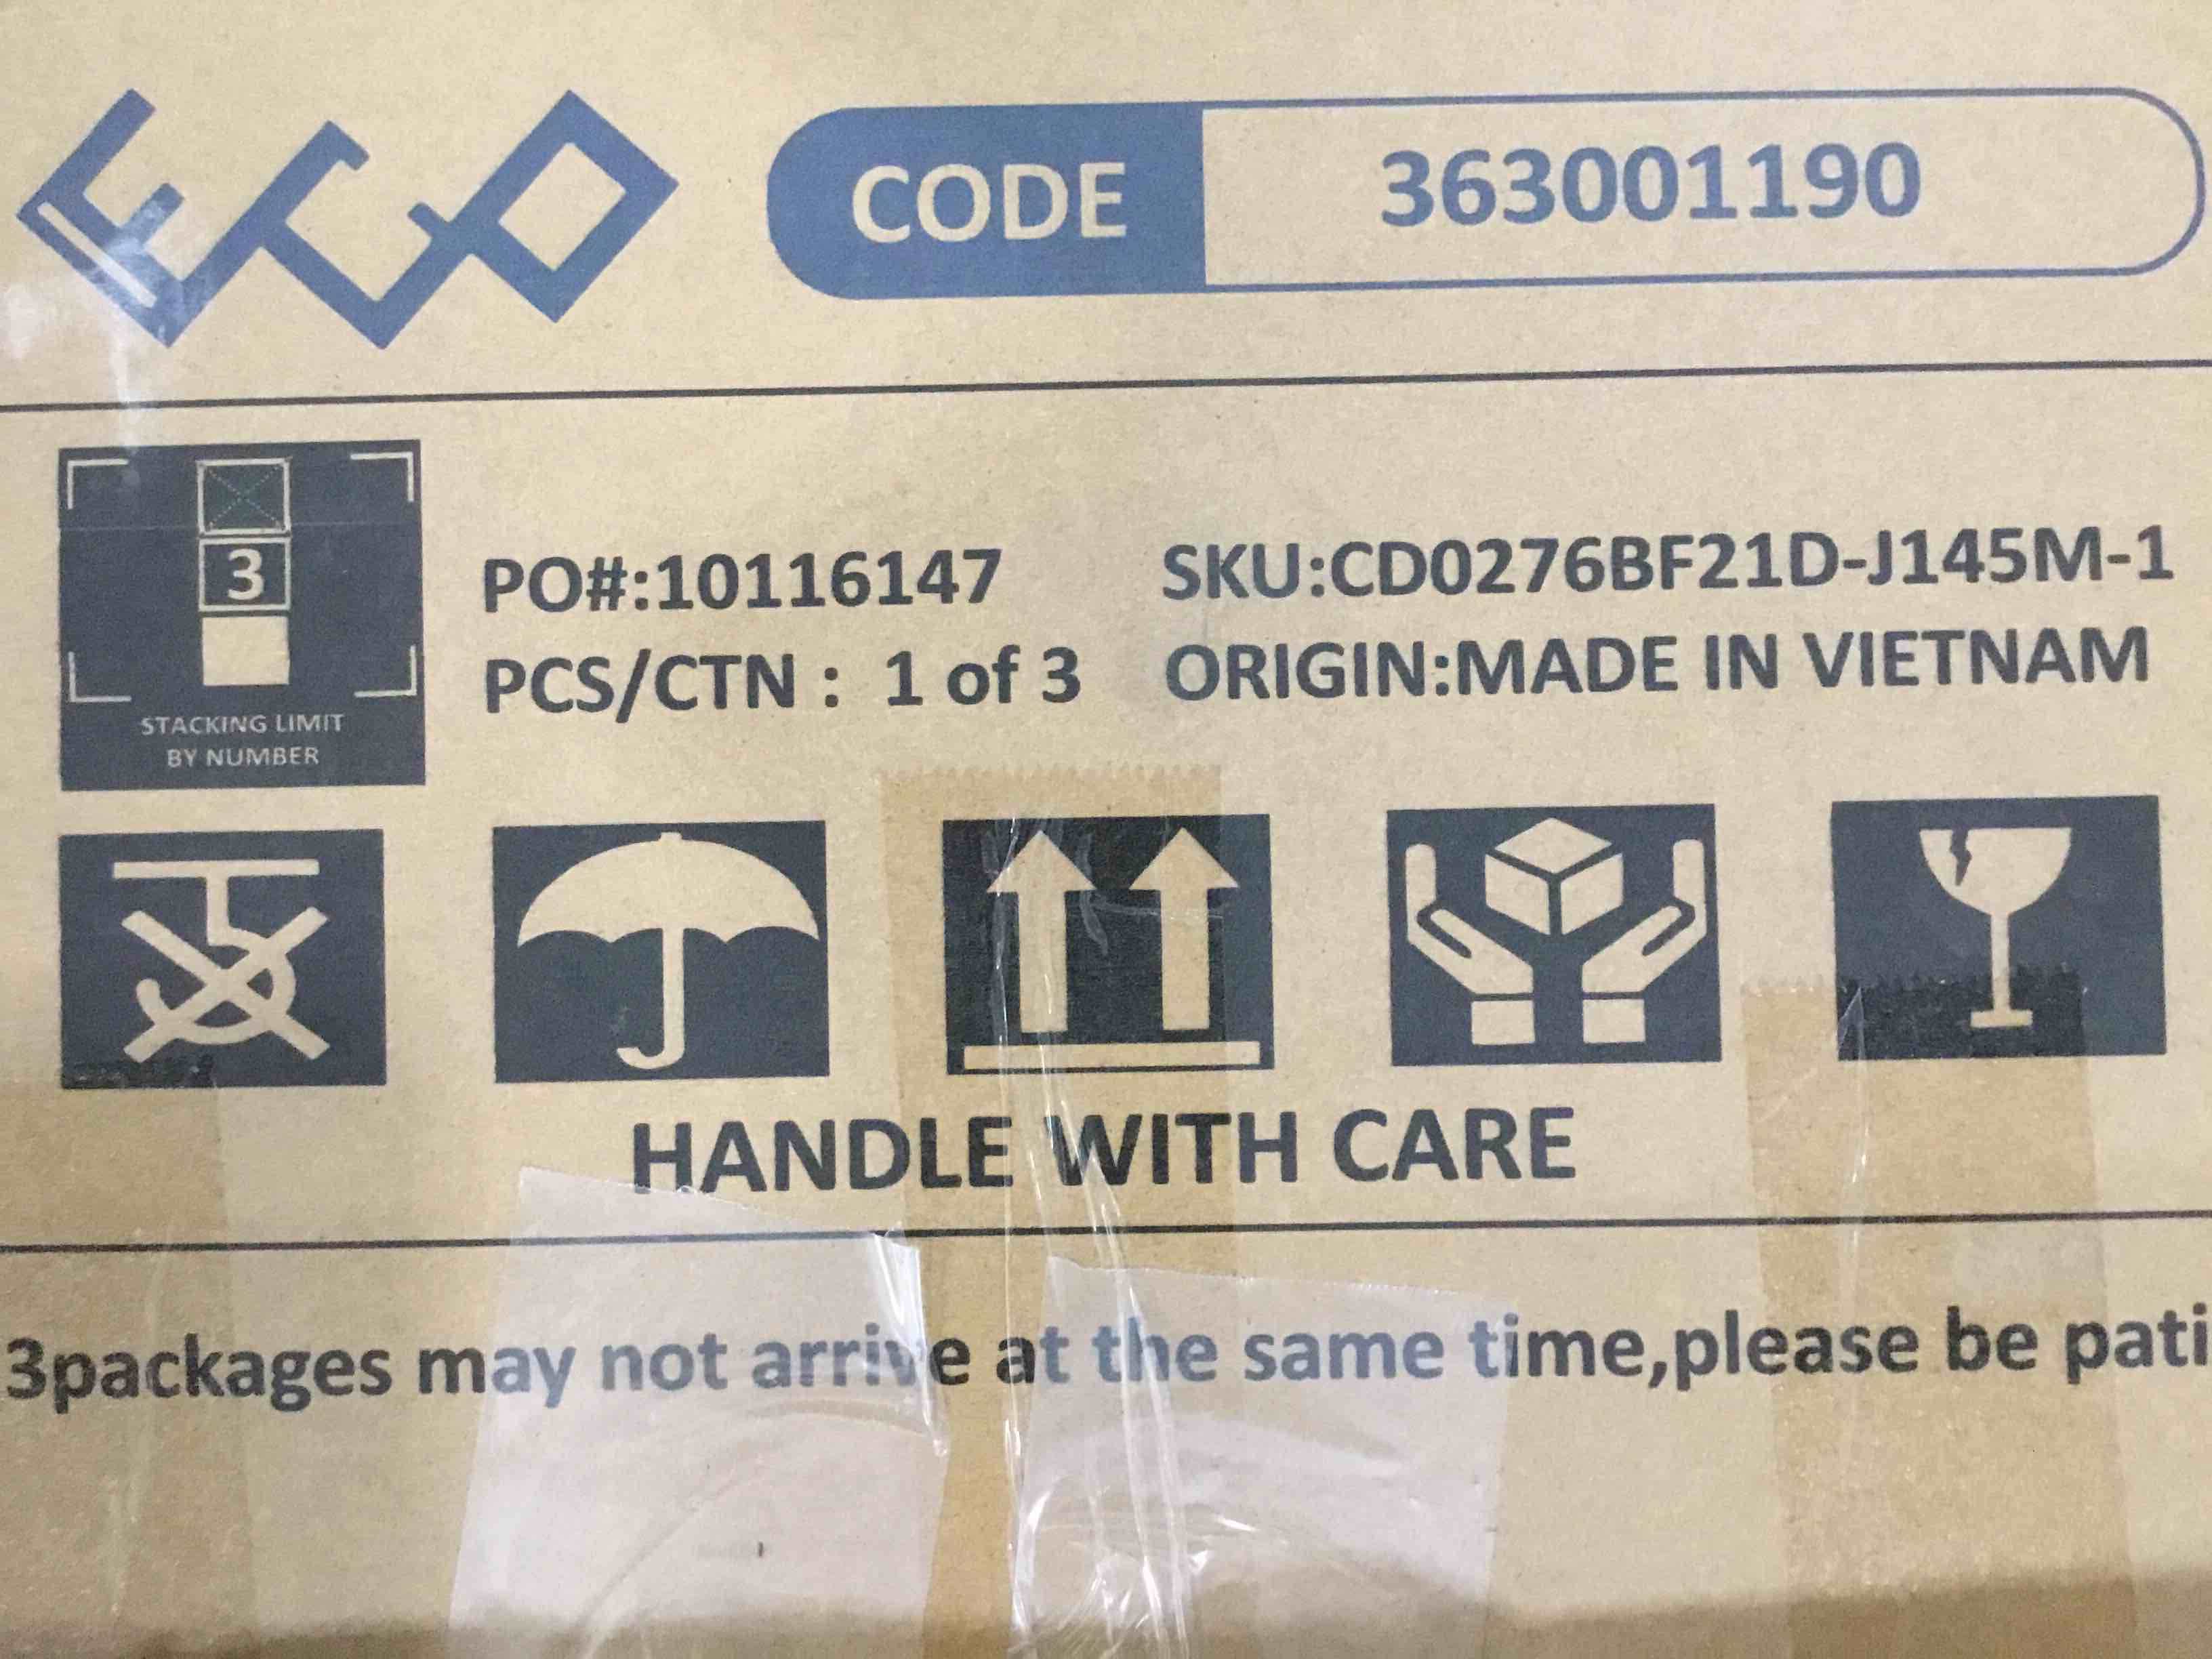 ECO
CODE 363001190
3
STACKING LIMIT
BY NUMBER
PO#:10116147 SKU:CD0276BF21D-J145M-1
PCS/CTN : 1 of 3 ORIGIN:MADE IN VIETNAM
HANDLE WITH CARE
3packages may not arrive at the same time,please be pati